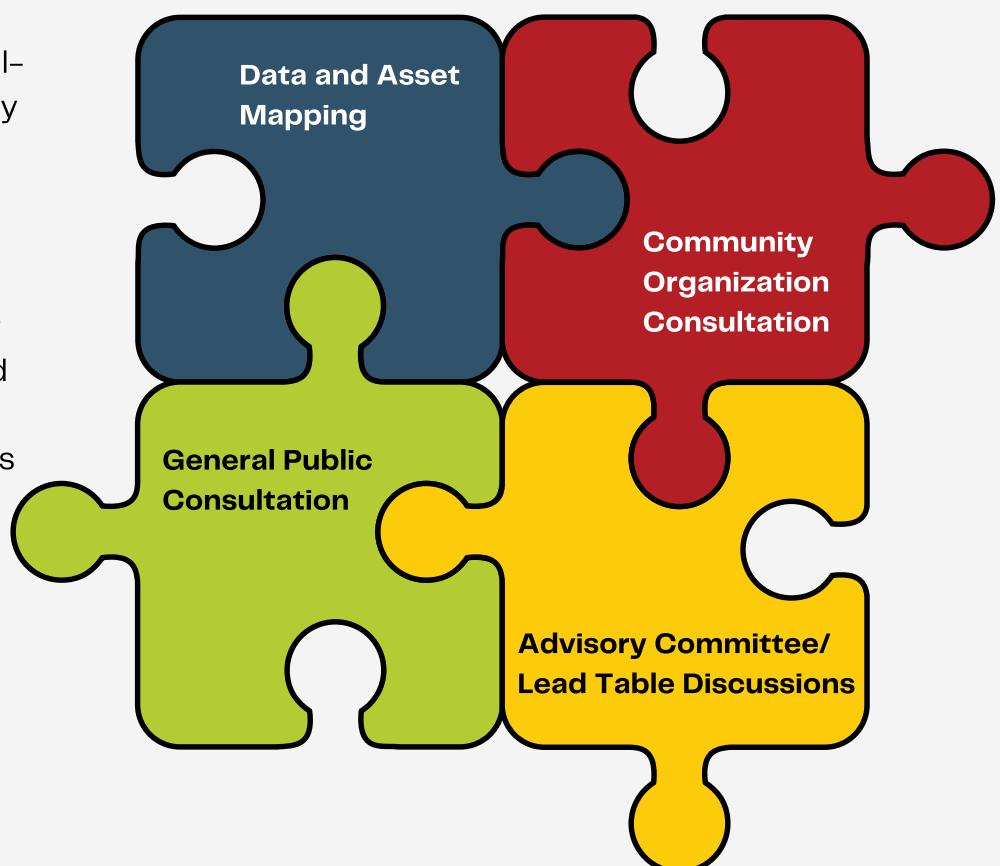 l–
y
Data and Asset
Mapping
Community
Organization
Consultation
d
s
General Public
Consultation
Advisory Committee/
Lead Table Discussions